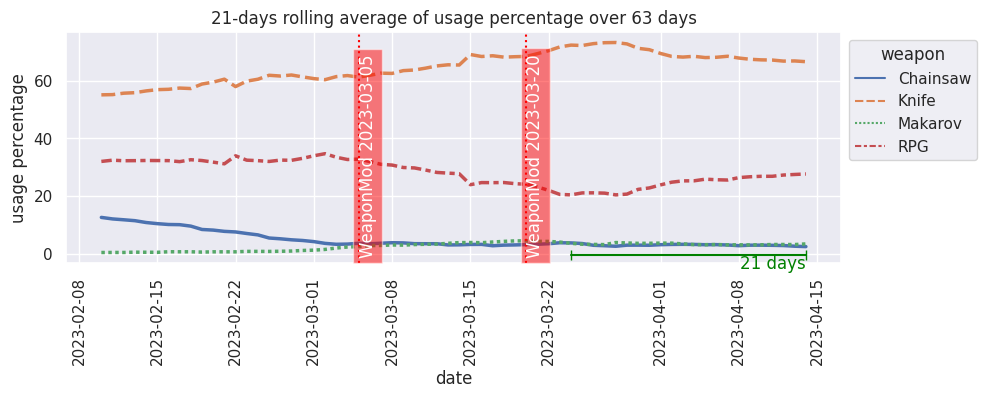 21-days rolling average of usage percentage over 63 days
usage percentage
60
40
20
0
WeaponMod 2023-03-05
WeaponMod 2023-03-20
21 days
weapon
Chainsaw
Knife
Makarov
RPG
2023-02-08
2023-02-15
2023-02-22
2023-03-01
2023-03-08
2023-03-15
2023-03-22
2023-04-01
2023-04-08
2023-04-15
date